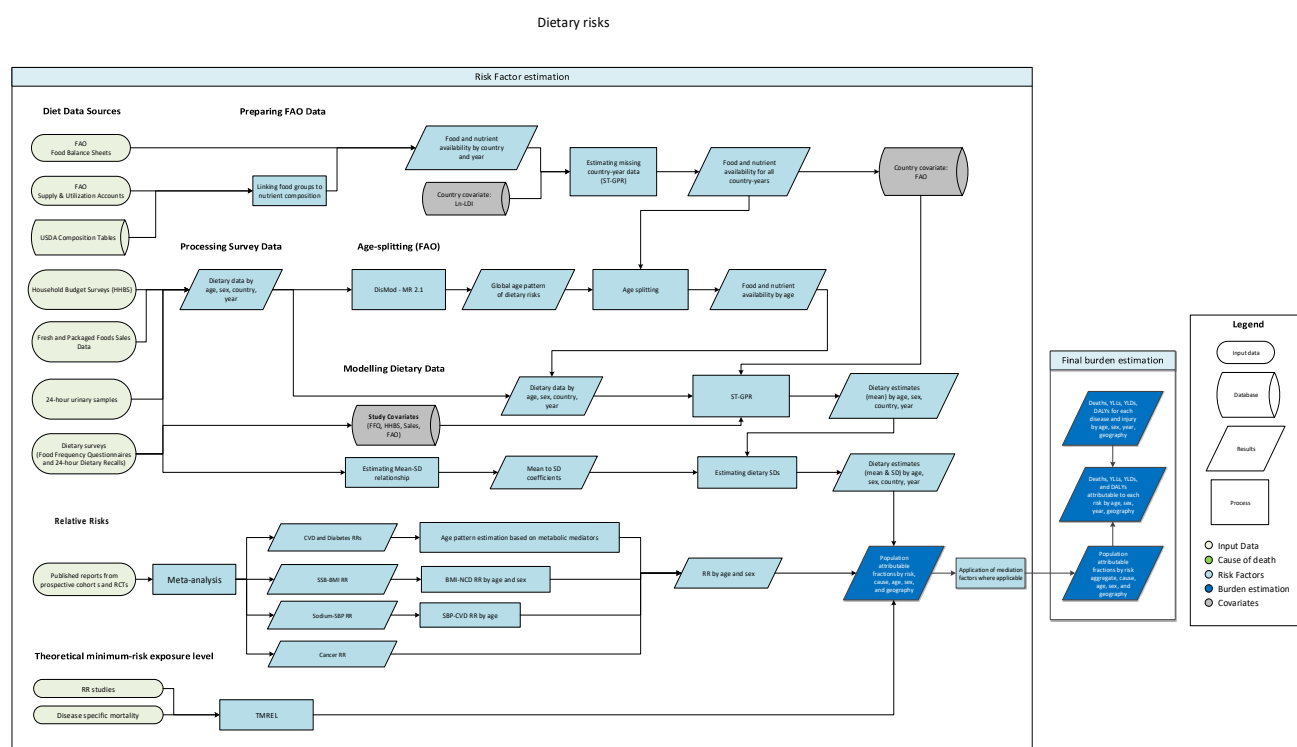 Dietary risks
Risk Factor estimation
Diet Data Sources
Preparing FAO Data
FAO
Food Balance Sheets
Food and nutrient
availability by country
and year
Estimating missing
country-year data
(ST-GPR)
Food and nutrient
availability for all
country-years
Country covariate:
FAO
FAO
Supply & Utilization Accounts
Linking food groups to
nutrient composition
Country covariate:
Ln-LDI
USDA Composition Tables
Processing Survey Data
Age-splitting (FAO)
Household Budget Surveys (HHBS)
Dietary data by
age, sex, country,
year
DisMod - MR 2.1
Global age pattern
of dietary risks
Age splitting
Food and nutrient
availability by age
Fresh and Packaged Foods Sales
Data
Modelling Dietary Data
24-hour urinary samples
Dietary data by
age, sex, country,
year
ST-GPR
Dietary estimates
(mean) by age, sex,
country, year
Study Covariates
(FFQ, HHBS, Sales,
FAO)
Dietary surveys
(Food Frequency Questionnaires
and 24-hour Dietary Recalls)
Estimating Mean-SD
relationship
Mean to SD
coefficients
Estimating dietary SDs
Dietary estimates
(mean & SD) by age,
sex, country, year
Relative Risks
Published reports from
prospective cohorts and RCTs
Meta-analysis
CVD and Diabetes RRs
Age pattern estimation based on metabolic mediators
SSB-BMI RR
BMI-NCD RR by age and sex
Sodium-SBP RR
SBP-CVD RR by age
Cancer RR
RR by age and sex
Population
attributable
fractions by risk,
cause, age, sex,
and geography
Application of mediation
factors where applicable
Theoretical minimum-risk exposure level
RR studies
Disease specific mortality
TMREL
Final burden estimation
Deaths, YLLs, YLDs,
DALYs for each
disease and injury
by age, sex, year,
geography
Deaths, YLLs, YLDs,
and DALYs
attributable to each
risk by age, sex,
year, geography
Population
attributable
fractions by risk
aggregate, cause,
age, sex, and
geography
Legend
Input data
Database
Results
Process
Input Data
Cause of death
Risk Factors
Burden estimation
Covariates